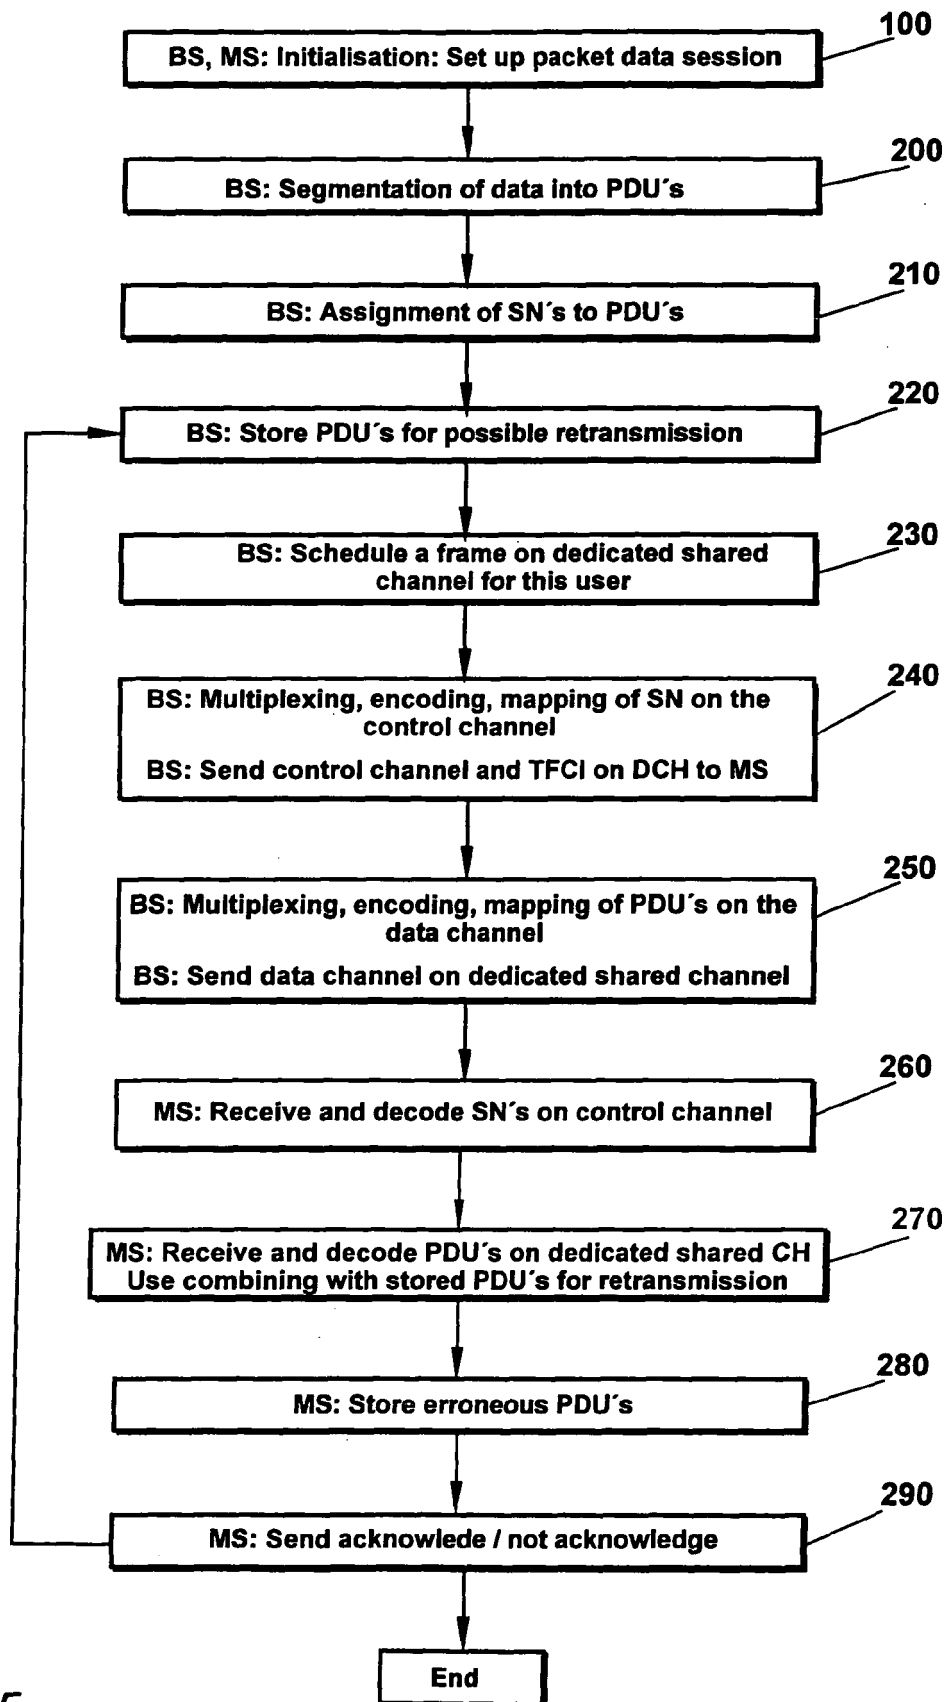 100
BS, MS: Initialisation: Set up packet data session
200
BS: Segmentation of data into PDU´s
210
BS: Assignment of SN´s to PDU´s
220
BS: Store PDU´s for possible retransmission
230
BS: Schedule a frame on dedicated shared
channel for this user
240
BS: Multiplexing, encoding, mapping of SN on the
control channel
BS: Send control channel and TFCI on DCH to MS
250
BS: Multiplexing, encoding, mapping of PDU´s on the
data channel
BS: Send data channel on dedicated shared channel
260
MS: Receive and decode SN´s on control channel
270
MS: Receive and decode PDU´s on dedicated shared CH
Use combining with stored PDU´s for retransmission
280
MS: Store erroneous PDU´s
290
MS: Send acknowlede / not acknowledge
End